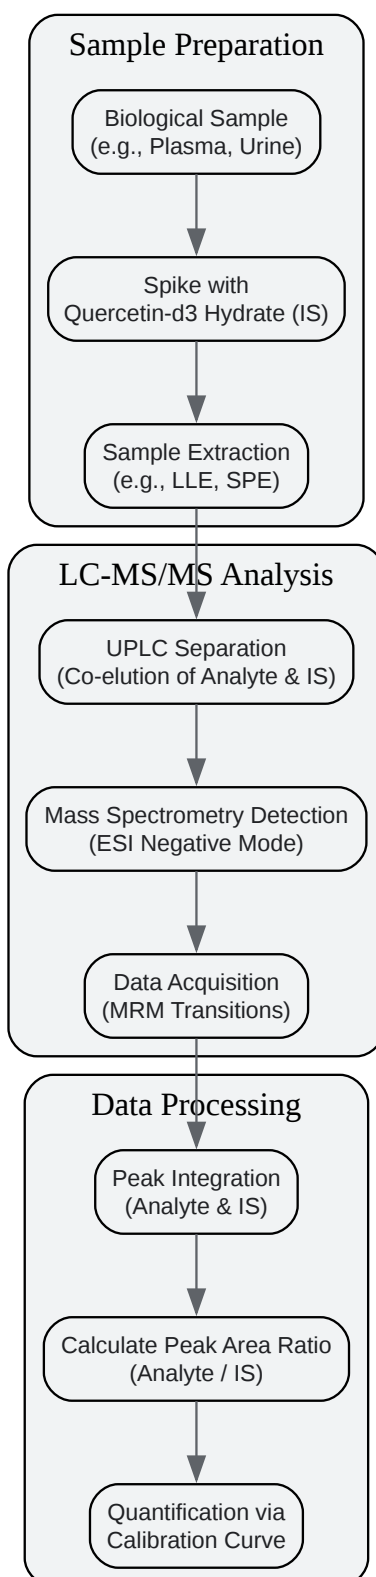 Sample Preparation
Biological Sample
(e.g., Plasma, Urine)
Spike with
Quercetin-d3 Hydrate (IS)
Sample Extraction
(e.g., LLE, SPE)
LC-MS/MS Analysis
UPLC Separation
(Co-elution of Analyte & IS)
Mass Spectrometry Detection
(ESI Negative Mode)
Data Acquisition
(MRM Transitions)
Data Processing
Peak Integration
(Analyte & IS)
Calculate Peak Area Ratio
(Analyte / IS)
Quantification via
Calibration Curve